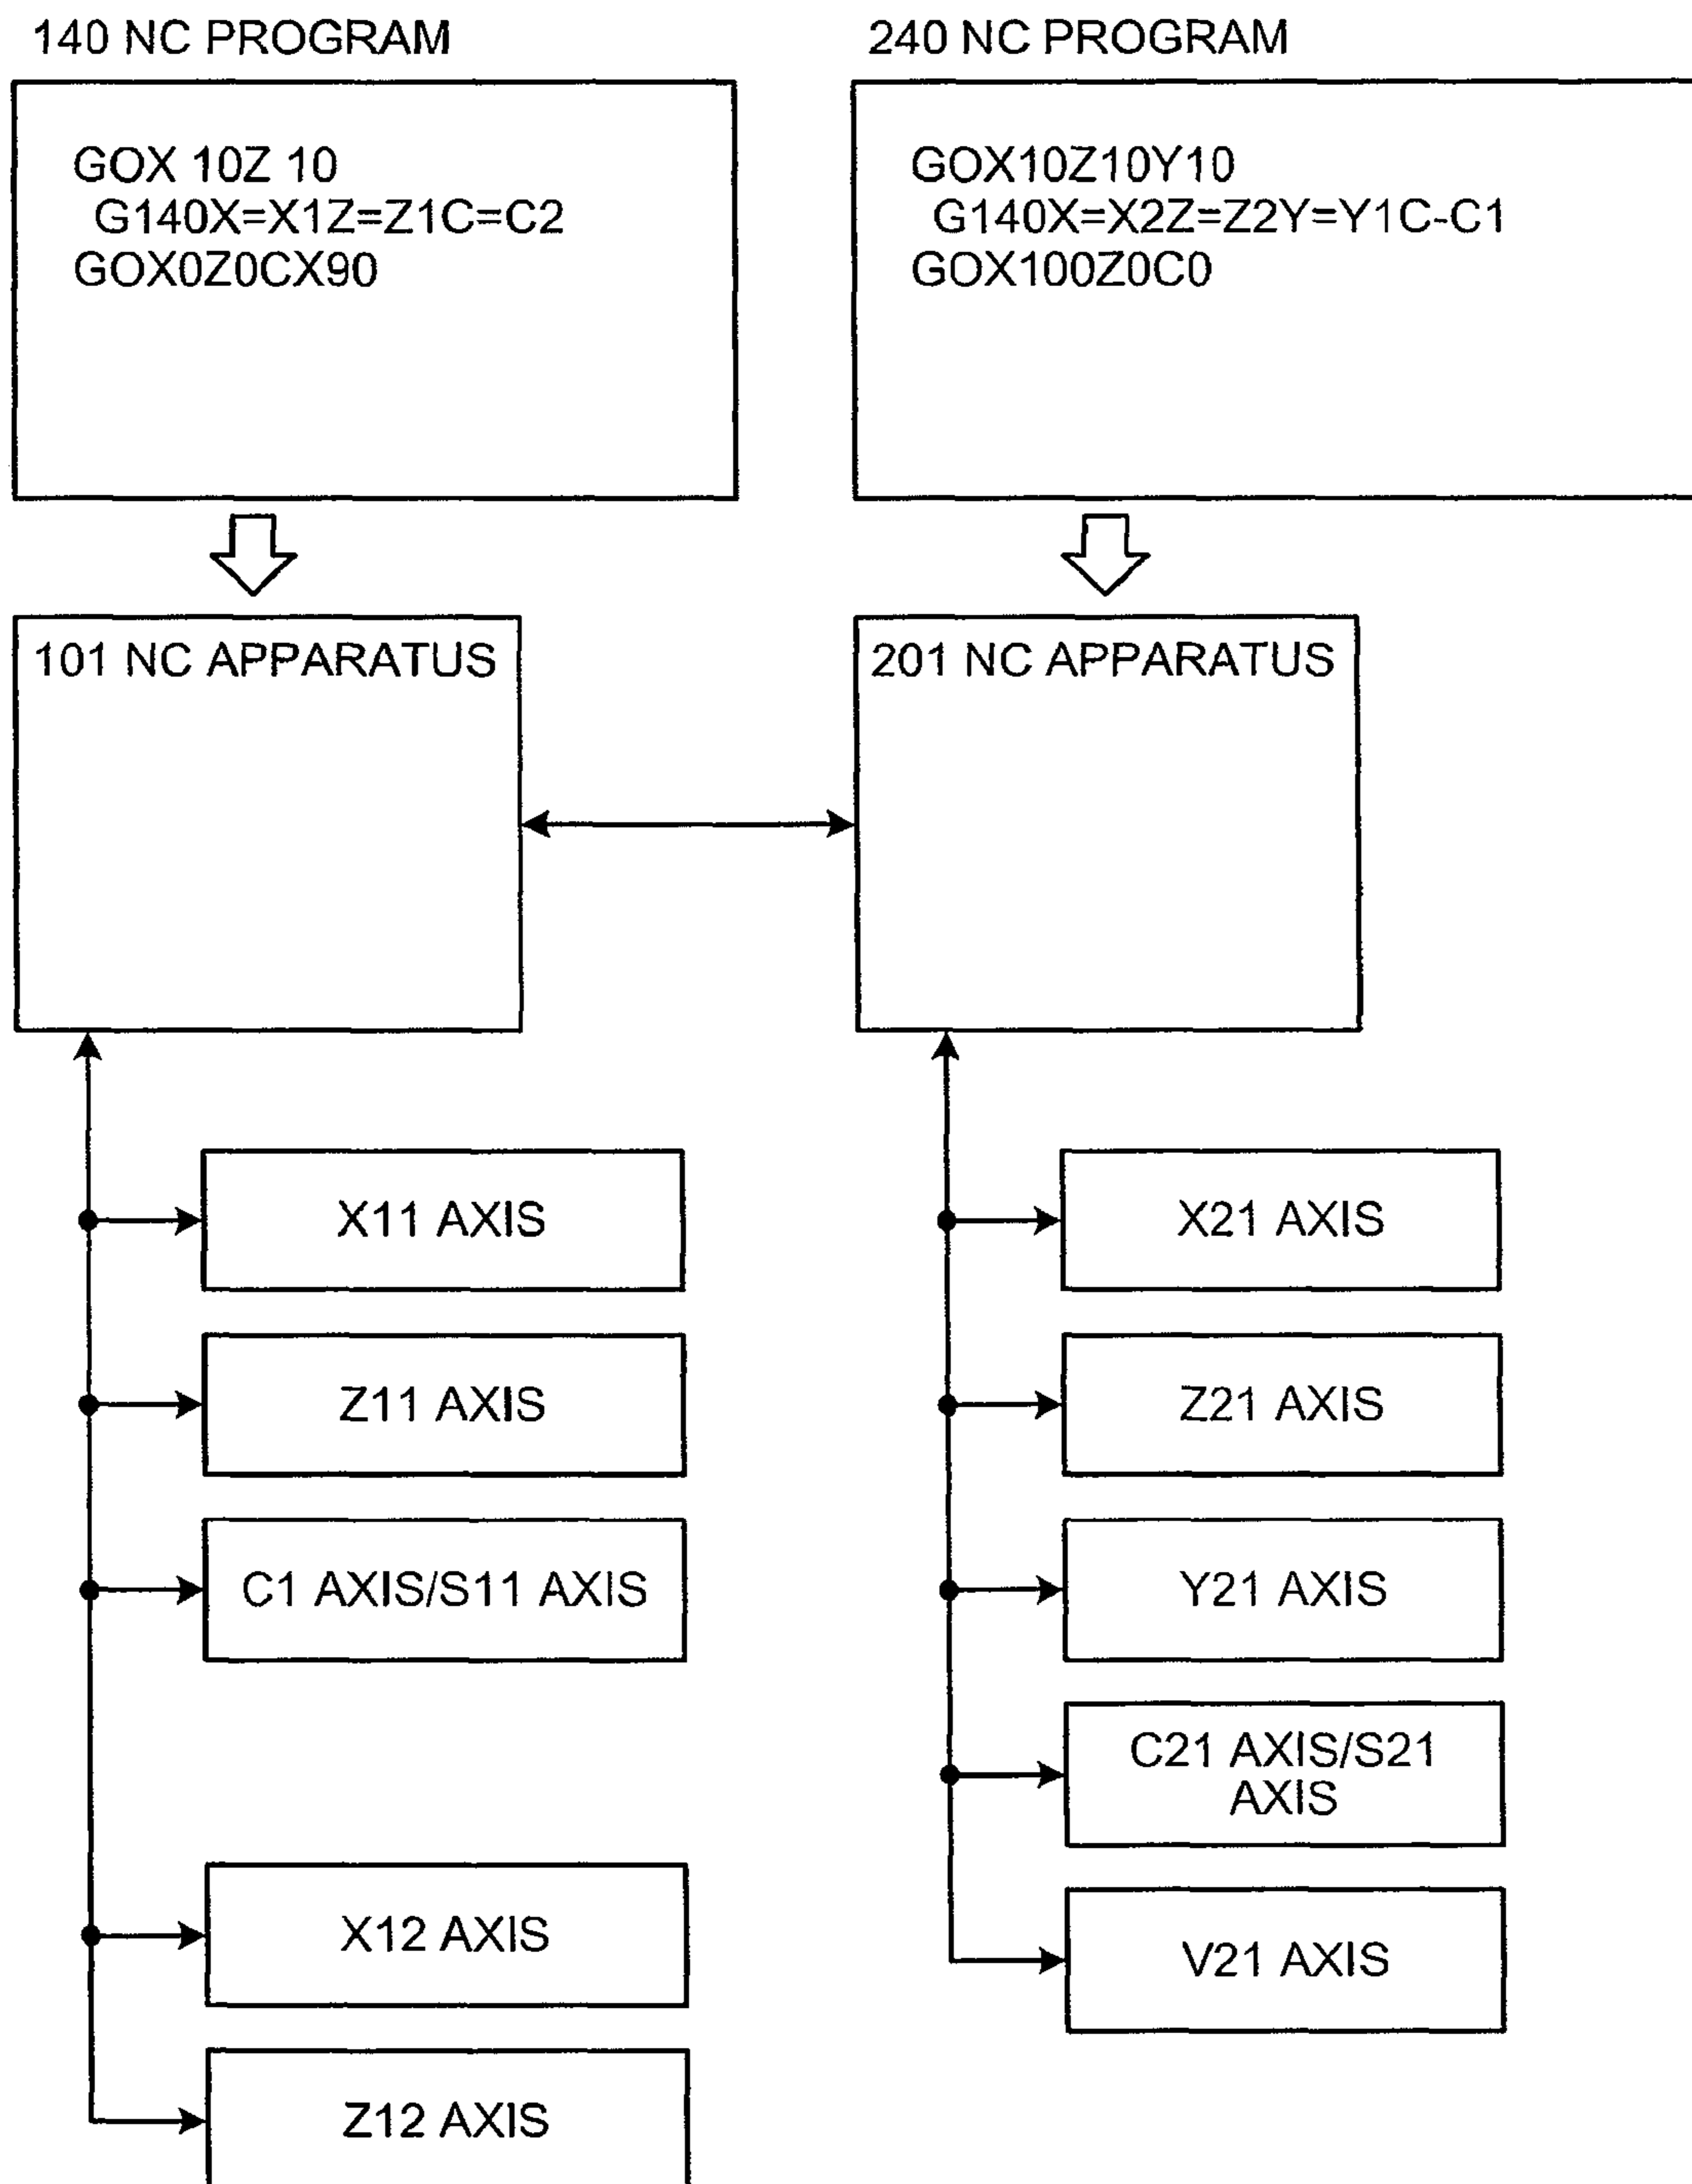 140 NC PROGRAM
GOX 10Z 10
G140X=X1Z=Z1C=C2
GOX0Z0CX90
240 NC PROGRAM
GOX10Z10Y10
G140X=X2Z=Z2Y=Y1C-C1
GOX100Z0C0
101 NC APPARATUS
201 NC APPARATUS
X11 AXIS
Z11 AXIS
C1 AXIS/S11 AXIS
X12 AXIS
Z12 AXIS
X21 AXIS
Z21 AXIS
Y21 AXIS
C21 AXIS/S21
AXIS
V21 AXIS